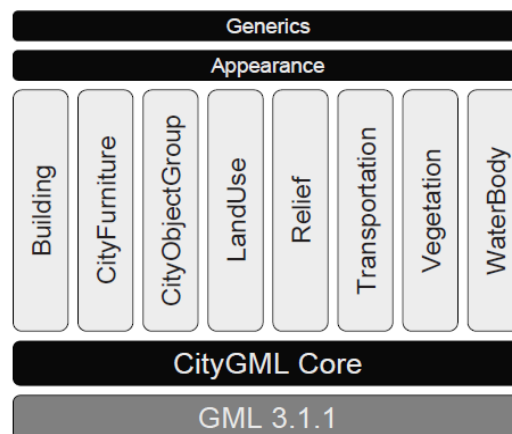 Generics
Appearance
Building
CityFurniture
CityObjectGroup
LandUse
Relief
Transportation
Vegetation
WaterBody
CityGML Core
GML 3.1.1